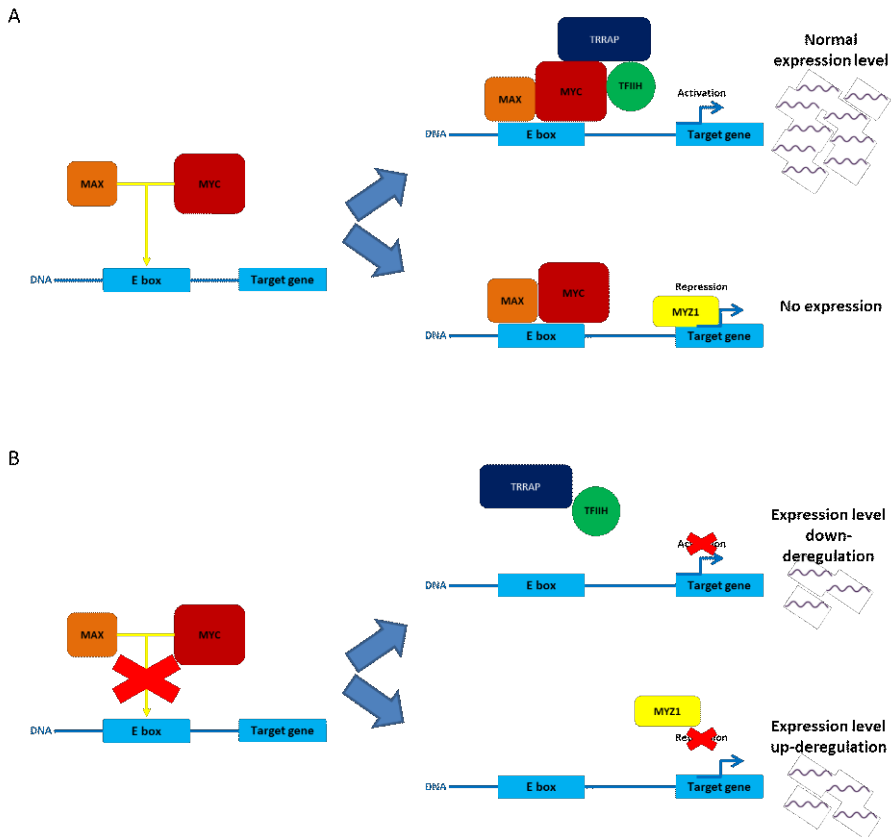 A
TRRAP
Normal
expression level
MAX
MYC
TFIIH
Activation
DNA
E box
Target gene
MAX
MYC
DNA
E box
Target gene
MAX
MYC
Repression
MYZ1
No expression
DNA
E box
Target gene
B
TRRAP
TFIIH
Expression level
down-
deregulation
DNA
E box
Target gene
MAX
MYC
DNA
E box
Target gene
MYZ1
Expression level
up-deregulation
DNA
E box
Target gene